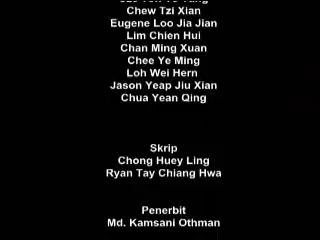 Chew Tzi Xian
Eugene Loo Jia Jian
Lim Chien Hui
Chan Ming Xuan
Chee Ye Ming
Loh Wei Hern
Jason Yeap Jiu Xian
Chua Yean Qing
Skrip
Chong Huey Ling
Ryan Tay Chiang Hwa
Penerbit
Md. Kamsani Othman